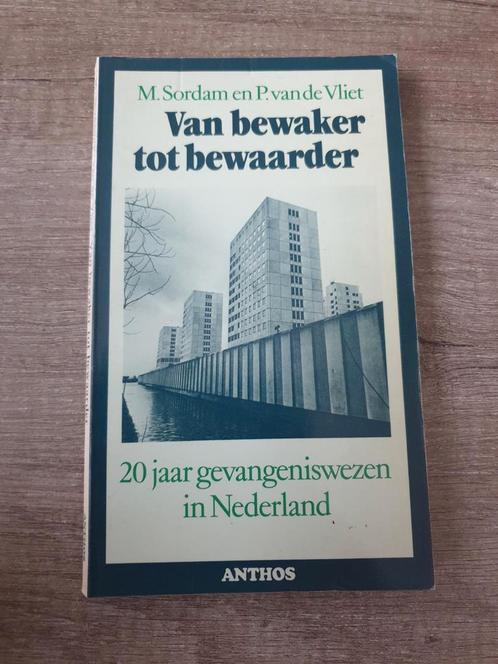 M. Sordam en P. van de Vliet
Van bewaker
tot bewaarder
20 jaar gevangeniswezen
in Nederland
ANTHOS